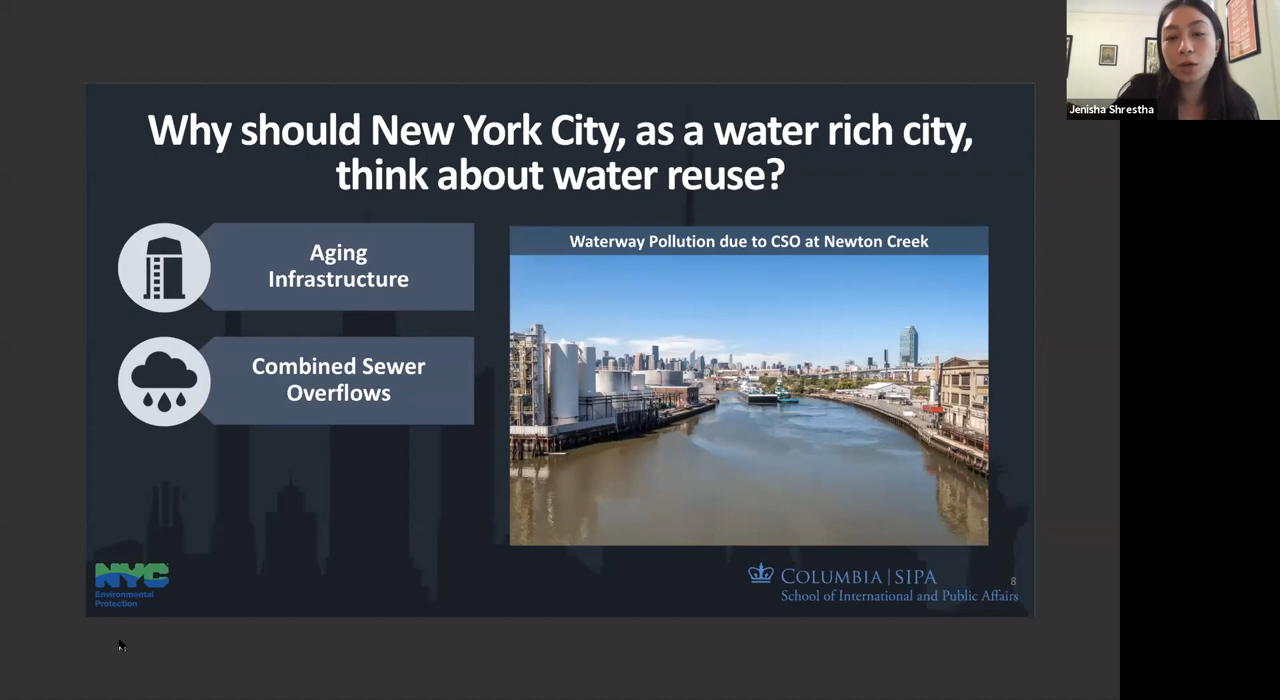 Jenisha Shrestha
Why should New York City, as a water rich city,
think about water reuse?
Aging
Infrastructure
Combined Sewer
Overflows
Waterway Pollution due to CSO at Newton Creek
NYC
Environmental
Protection
COLUMBIA | SIPA
School of International and Public Affairs
8